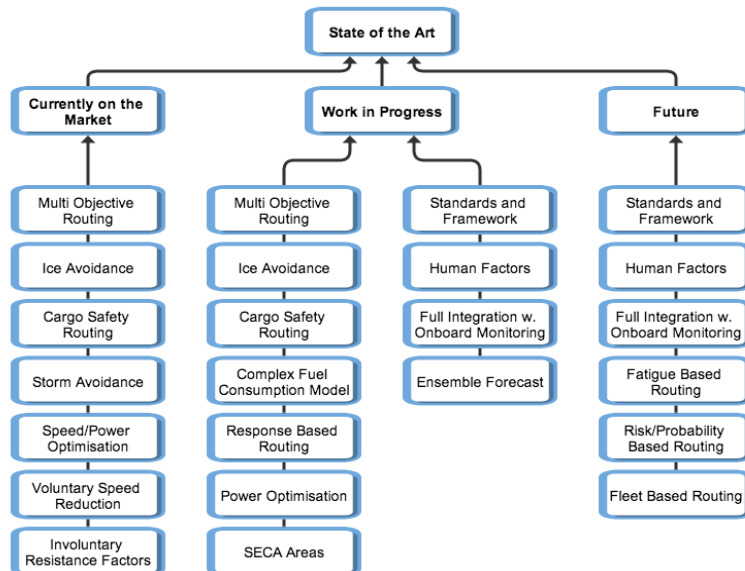 State of the Art
Currently on the
Market
Work in Progress
Future
Multi Objective
Routing
Ice Avoidance
Cargo Safety
Routing
Storm Avoidance
Speed/Power
Optimisation
Voluntary Speed
Reduction
Involuntary
Resistance Factors
Multi Objective
Routing
Ice Avoidance
Cargo Safety
Routing
Complex Fuel
Consumption Model
Response Based
Routing
Power Optimisation
SECA Areas
Standards and
Framework
Human Factors
Full Integration w.
Onboard Monitoring
Ensemble Forecast
Standards and
Framework
Human Factors
Full Integration w.
Onboard Monitoring
Fatigue Based
Routing
Risk/Probability
Based Routing
Fleet Based Routing